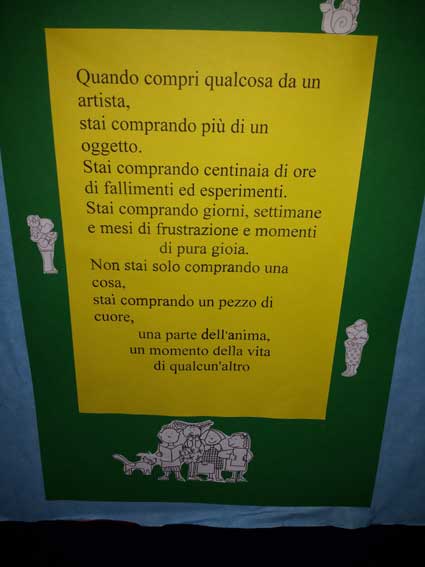 Quando compri qualcosa da un
artista,
stai comprando più di un
oggetto.
Stai comprando centinaia di ore
di fallimenti ed esperimenti.
Stai comprando giorni, settimane
e mesi di frustrazione e momenti
di pura gioia.
Non stai solo comprando una
cosa,
stai comprando un pezzo di
cuore,
una parte dell'anima,
un momento della vita
di qualcun'altro